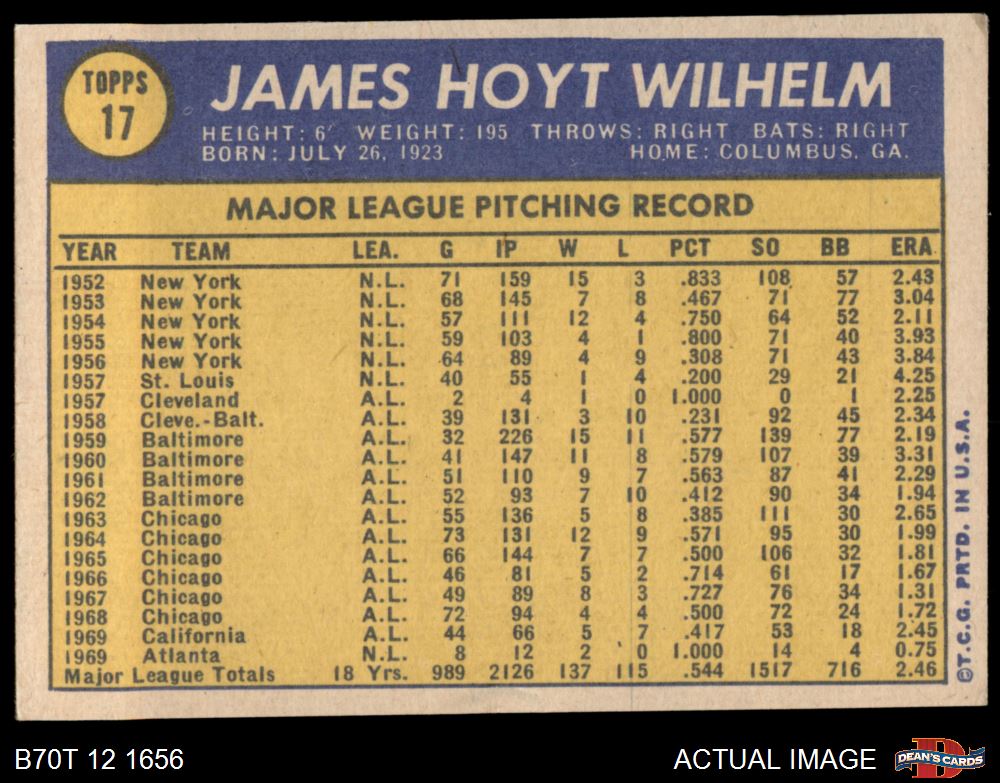 TOPPS
17
JAMES HOYT WILHELM
HEIGHT: 6' WEIGHT: 195 THROWS: RIGHT BATS: RIGHT
BORN: JULY 26, 1923 HOME: COLUMBUS, GA.
MAJOR LEAGUE PITCHING RECORD
YEAR TEAM LEA. G IP W L PCT SO BB ERA
1952 New York N.L. 71 159 15 3 .833 108 57 2.43
1953 New York N.L. 68 145 7 8 .467 71 77 3.04
1954 New York N.L. 57 111 12 4 .750 64 52 2.11
1955 New York N.L. 59 103 4 1 .800 71 40 3.93
1956 New York N.L. 64 89 4 9 .308 71 43 3.84
1957 St. Louis N.L. 40 55 1 4 .200 29 21 4.25
1957 Cleveland A.L. 2 4 1 0 1.000 0 1 2.25
1958 Cleve.-Balt. A.L. 39 131 3 10 .231 92 45 2.34
1959 Baltimore A.L. 32 226 15 11 .577 139 77 2.19
1960 Baltimore A.L. 41 147 11 8 .579 107 39 3.31
1961 Baltimore A.L. 51 110 9 7 .563 87 41 2.29
1962 Baltimore A.L. 52 93 7 10 .412 90 34 1.94
1963 Chicago A.L. 55 136 5 8 .385 111 30 2.65
1964 Chicago A.L. 73 131 12 9 .571 95 30 1.99
1965 Chicago A.L. 66 144 7 7 .500 106 32 1.81
1966 Chicago A.L. 46 81 5 2 .714 61 17 1.67
1967 Chicago A.L. 49 89 8 3 .727 76 34 1.31
1968 Chicago A.L. 72 94 4 4 .500 72 24 1.72
1969 California A.L. 44 66 5 7 .417 53 18 2.45
1969 Atlanta N.L. 8 12 2 0 1.000 14 4 0.75
Major League Totals 18 Yrs. 989 2126 137 115 .544 1517 716 2.46
©T.C.G. PRTD. IN U.S.A.
B70T 12 1656 ACTUAL IMAGE
DEAN'S CARDS